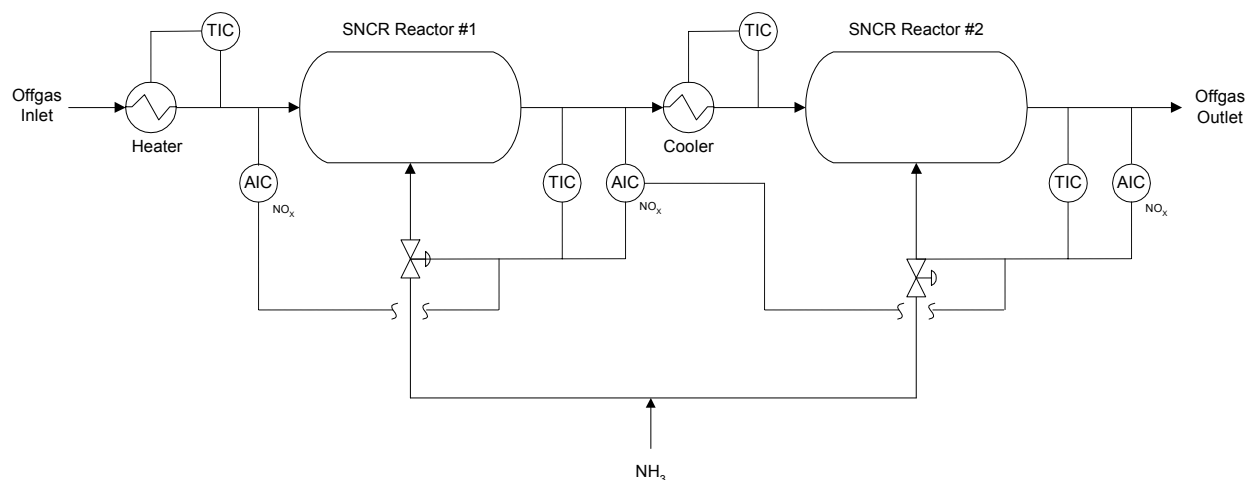 TIC
SNCR Reactor #1
TIC
SNCR Reactor #2
Offgas
Inlet
Heater
Cooler
Offgas
Outlet
AIC
NOX
TIC
AIC
NOX
TIC
AIC
NOX
NH3